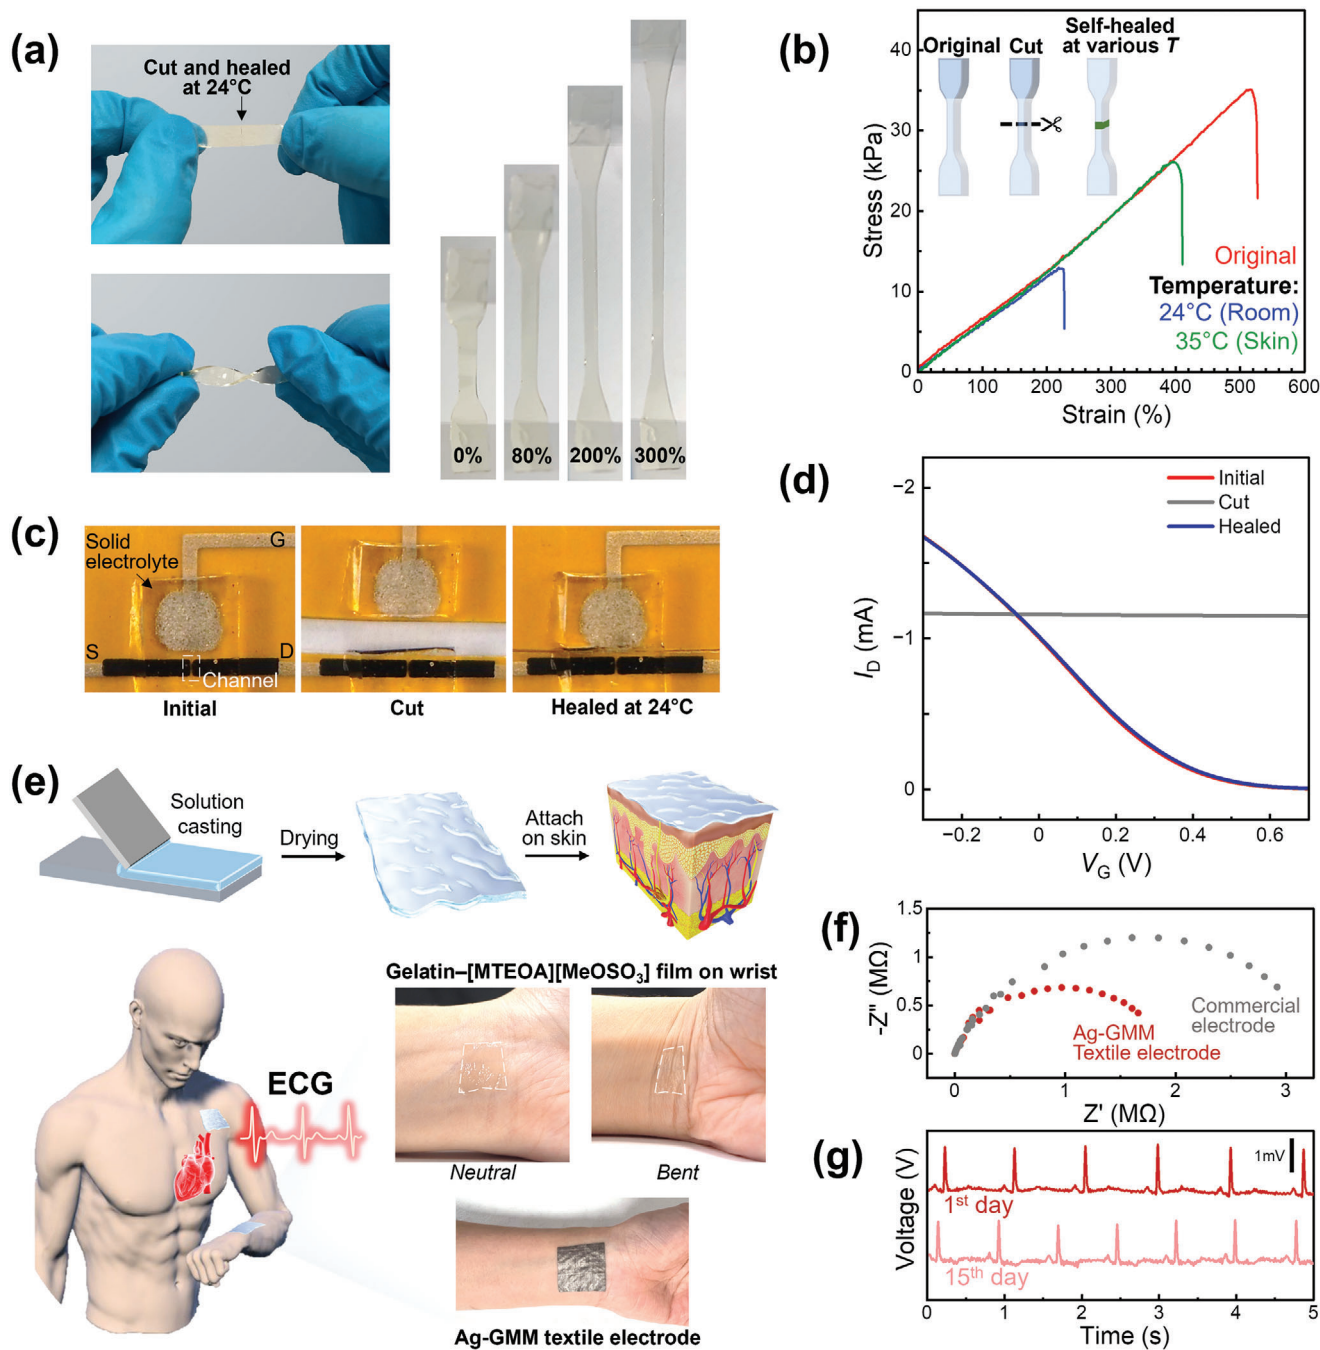 (a)
Cut and healed
at 24°C
0%
80%
200%
300%
(b)
Original
Cut
Self-healed
at various T
Stress (kPa)
40
30
20
10
0
0
100
200
300
400
500
600
Strain (%)
Original
Temperature:
24°C (Room)
35°C (Skin)
(c)
Solid
electrolyte
G
S
D
Channel
Initial
Cut
Healed at 24°C
(d)
Initial
Cut
Healed
I_D (mA)
−2
−1
0
−0.2
0
0.2
0.4
0.6
V_G (V)
(e)
Solution
casting
Drying
Attach
on skin
ECG
Gelatin–[MTEOA][MeOSO₃] film on wrist
Neutral
Bent
Ag-GMM textile electrode
(f)
-Z'' (MΩ)
1.5
1
0.5
0
0
1
2
3
Z' (MΩ)
Commercial
electrode
Ag-GMM
Textile electrode
(g)
Voltage (V)
1mV
1st day
15th day
0
1
2
3
4
5
Time (s)